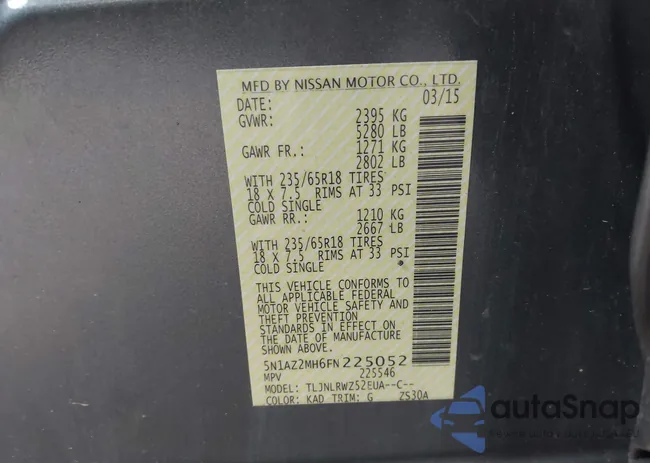 MFD BY NISSAN MOTOR CO., LTD.
DATE: 03/15
GVWR: 2395 KG
5280 LB
GAWR FR.: 1271 KG
2802 LB
WITH 235/65R18 TIRES
18 X 7.5 RIMS AT 33 PSI
COLD SINGLE
GAWR RR.: 1210 KG
2667 LB
WITH 235/65R18 TIRES
18 X 7.5 RIMS AT 33 PSI
COLD SINGLE
THIS VEHICLE CONFORMS TO
ALL APPLICABLE FEDERAL
MOTOR VEHICLE SAFETY AND
THEFT PREVENTION
STANDARDS IN EFFECT ON
THE DATE OF MANUFACTURE
SHOWN ABOVE.
5N1AZ2MH6FN225052
MPV 225546
MODEL: TLJNLRWZ52EUA--C--
COLOR: KAD TRIM: G ZS30A
autaSnap